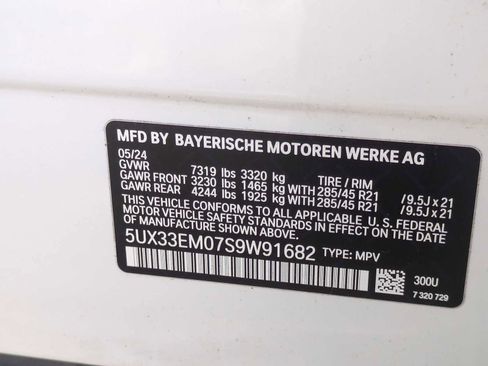 MFD BY BAYERISCHE MOTOREN WERKE AG
05/24
GVWR 7319 lbs 3320 kg TIRE / RIM
GAWR FRONT 3230 lbs 1465 kg WITH 285/45 R21 /9.5J x 21
GAWR REAR 4244 lbs 1925 kg WITH 285/45 R21 /9.5J x 21
THIS VEHICLE CONFORMS TO ALL APPLICABLE U.S. FEDERAL
MOTOR VEHICLE SAFETY STANDARDS IN EFFECT ON THE DATE
OF MANUFACTURE SHOWN ABOVE.
5UX33EM07S9W91682 TYPE: MPV
300U
7 320 729